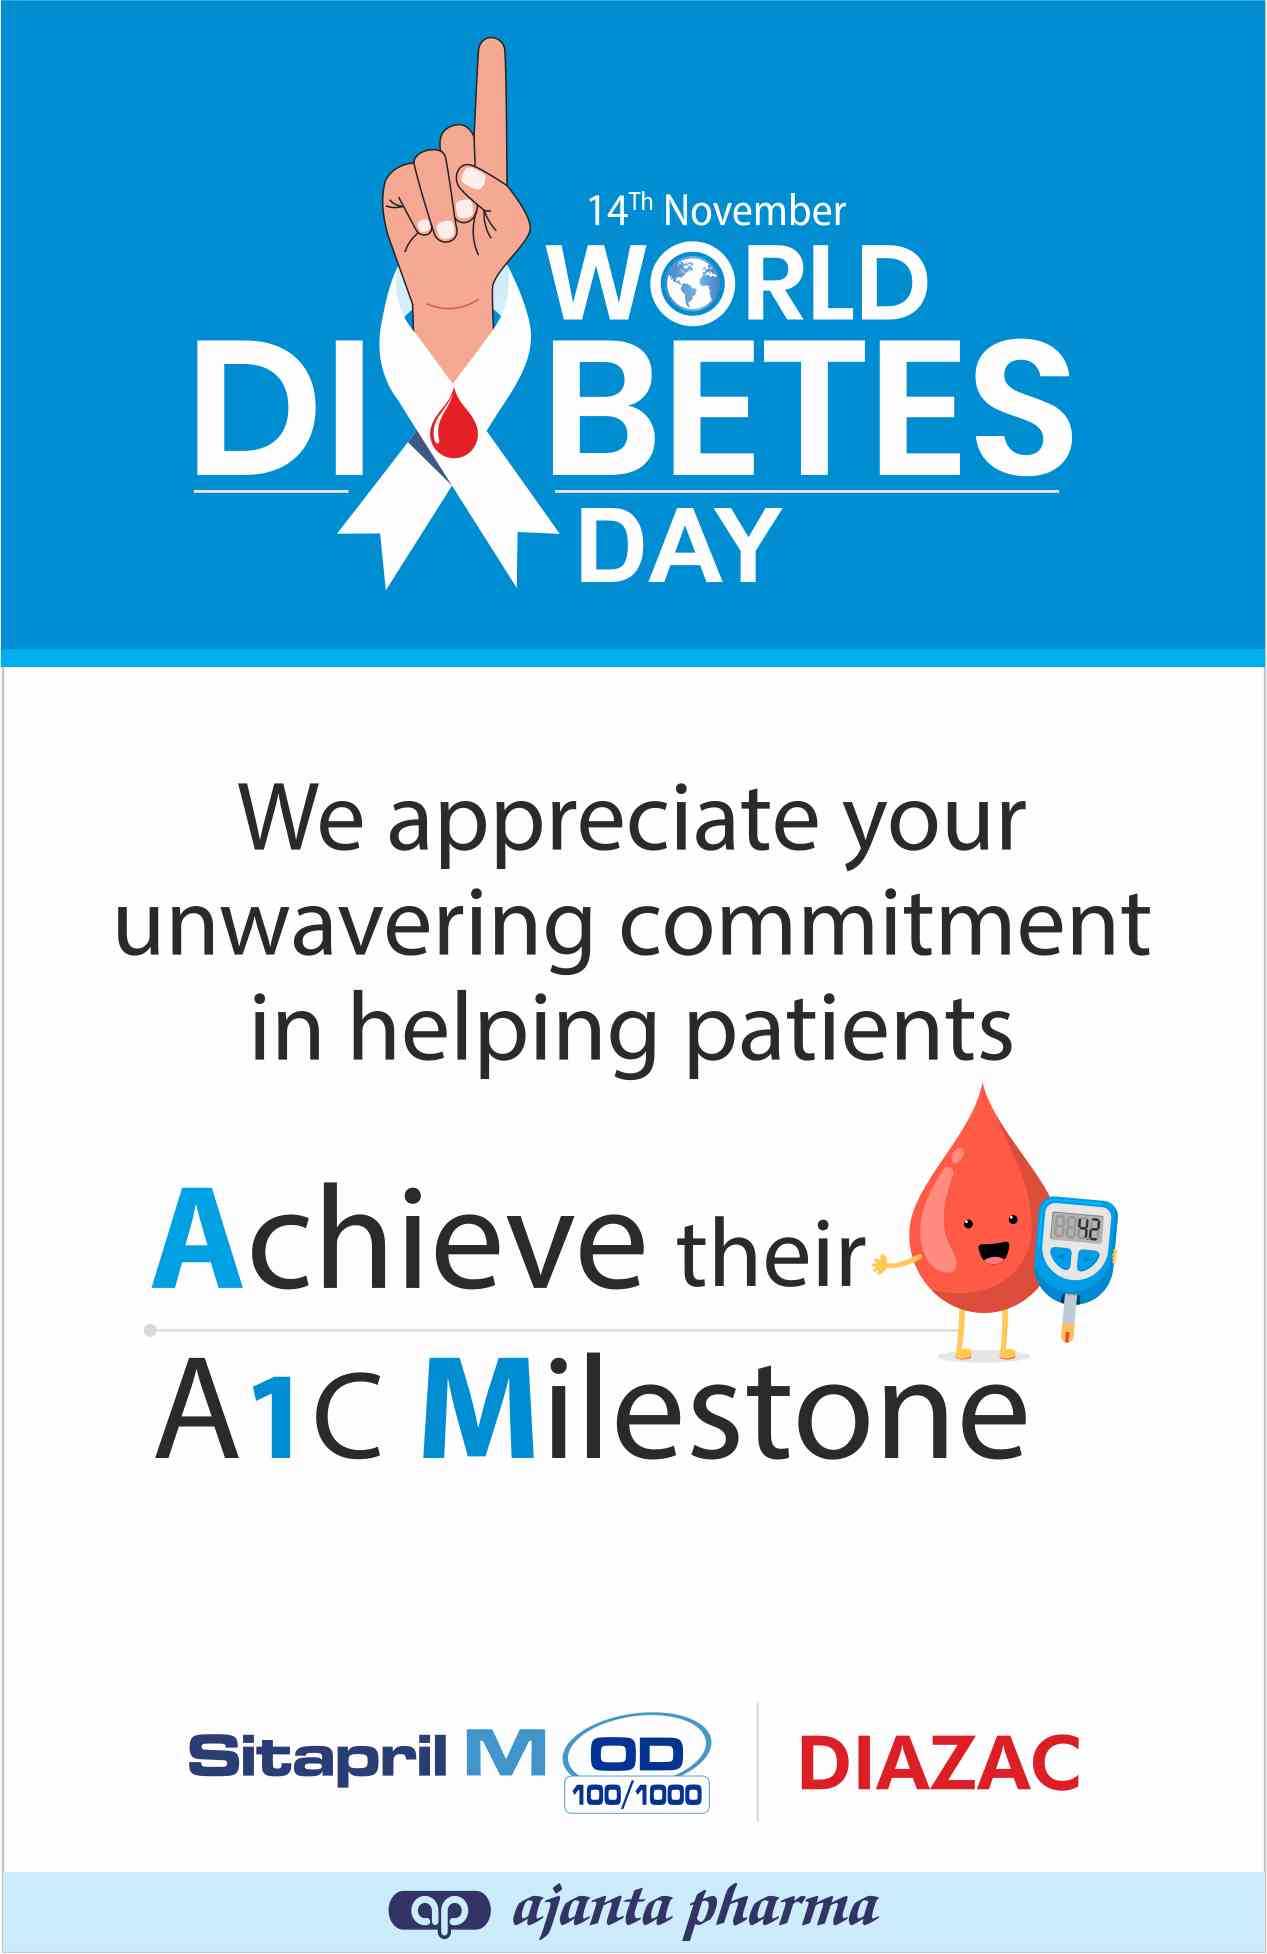 14Th November
WORLD
DIABETES
DAY
We appreciate your
unwavering commitment
in helping patients
Achieve their
42
A1C Milestone
Sitapril M OD
100/1000
DIAZAC
ap ajanta pharma